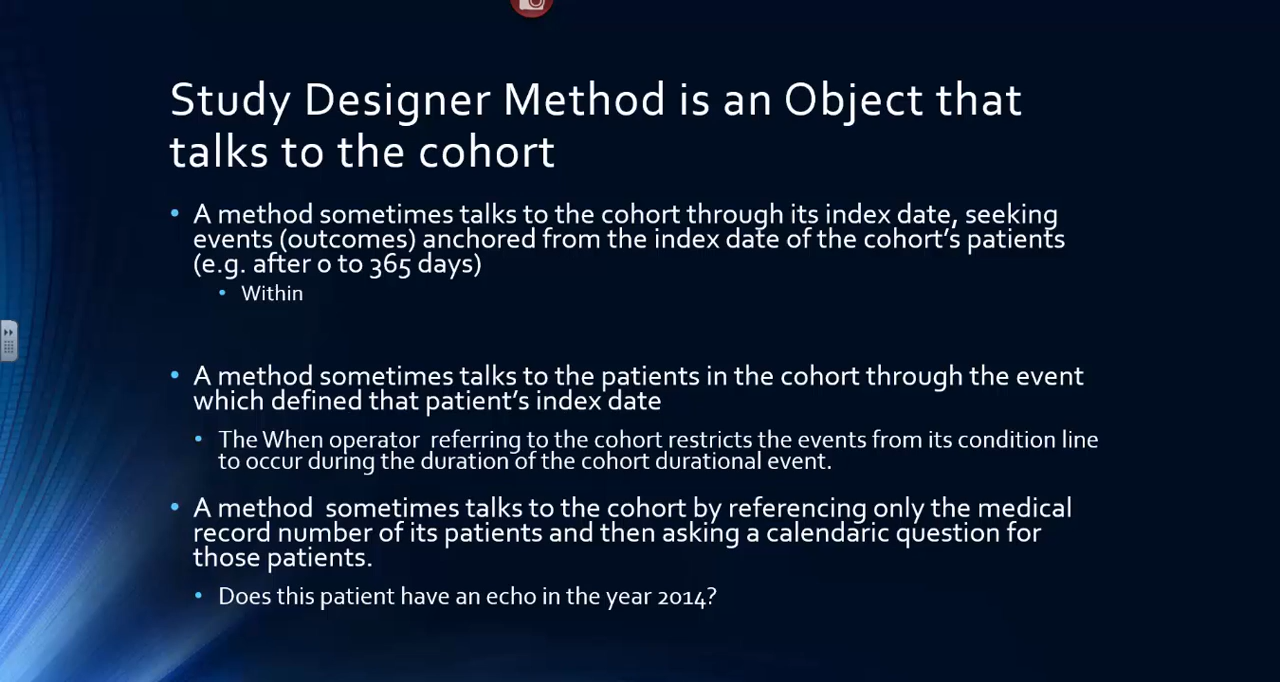 Study Designer Method is an Object that
talks to the cohort
• A method sometimes talks to the cohort through its index date, seeking
events (outcomes) anchored from the index date of the cohort’s patients
(e.g. after 0 to 365 days)
• Within
• A method sometimes talks to the patients in the cohort through the event
which defined that patient’s index date
• The When operator  referring to the cohort restricts the events from its condition line
to occur during the duration of the cohort durational event.
• A method  sometimes talks to the cohort by referencing only the medical
record number of its patients and then asking a calendaric question for
those patients.
• Does this patient have an echo in the year 2014?